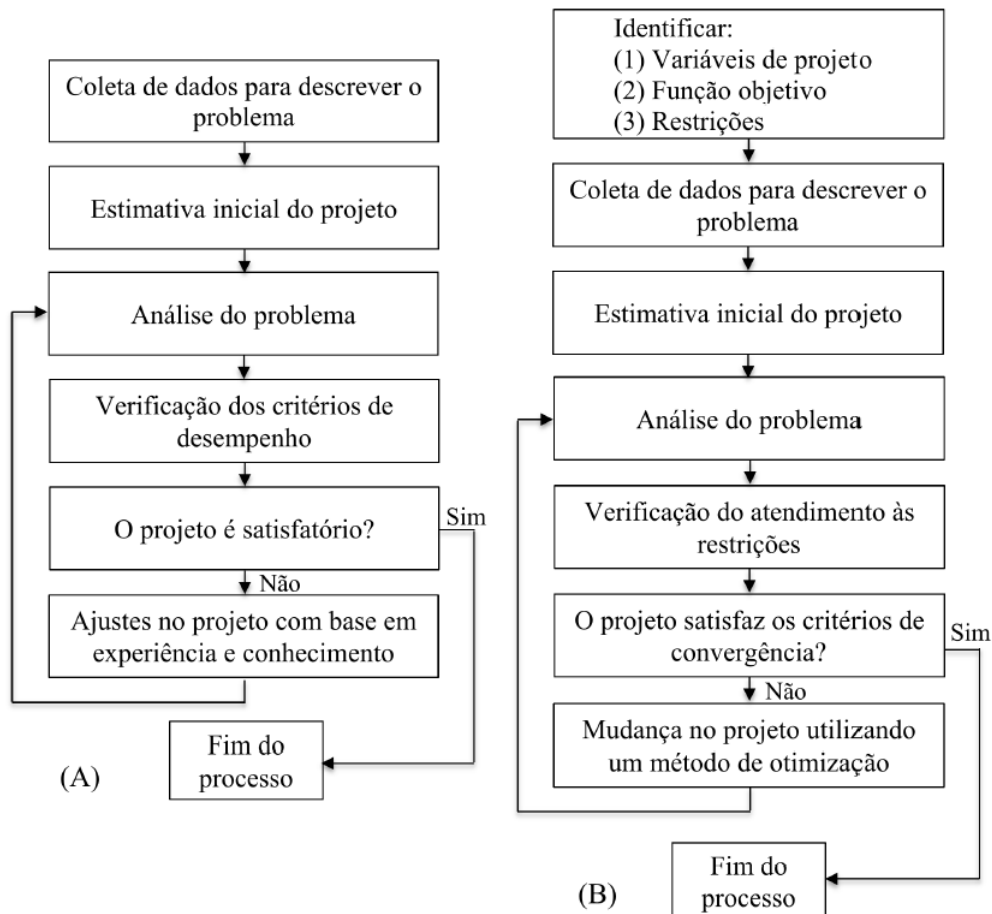 Coleta de dados para descrever o
problema
Estimativa inicial do projeto
Análise do problema
Verificação dos critérios de
desempenho
O projeto é satisfatório?
Sim
Não
Ajustes no projeto com base em
experiência e conhecimento
Fim do
processo
(A)
Identificar:
(1) Variáveis de projeto
(2) Função objetivo
(3) Restrições
Coleta de dados para descrever o
problema
Estimativa inicial do projeto
Análise do problema
Verificação do atendimento às
restrições
O projeto satisfaz os critérios de
convergência?
Sim
Não
Mudança no projeto utilizando
um método de otimização
Fim do
processo
(B)